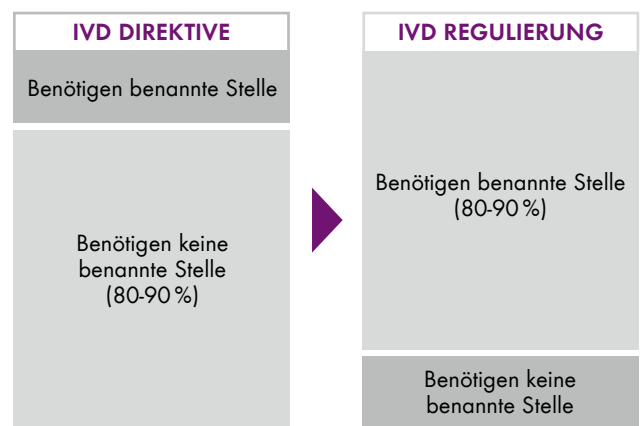 IVD DIREKTIVE
Benötigen benannte Stelle
Benötigen keine
benannte Stelle
(80-90 %)
IVD REGULIERUNG
Benötigen benannte Stelle
(80-90 %)
Benötigen keine
benannte Stelle